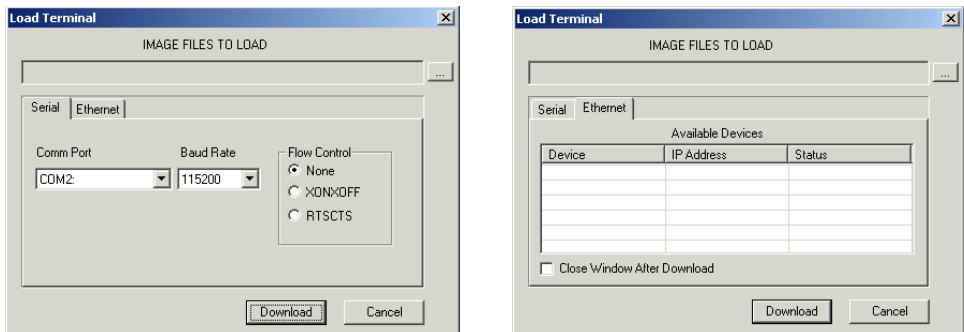 Load Terminal
IMAGE FILES TO LOAD
...
Serial Ethernet
Comm Port Baud Rate Flow Control
COM2: 115200 None
XONXOFF
RTSCTS
Download Cancel
Load Terminal
IMAGE FILES TO LOAD
...
Serial Ethernet
Available Devices
Device IP Address Status
Close Window After Download
Download Cancel